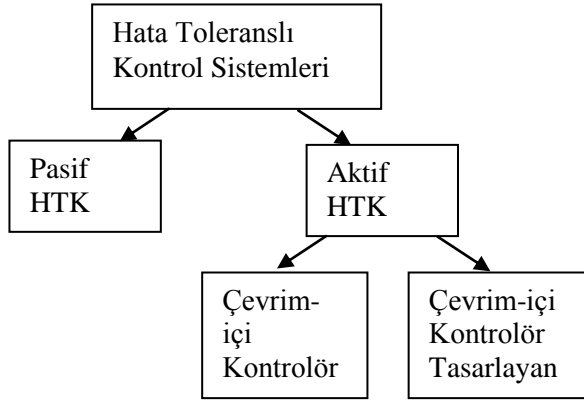 Hata Toleranslı
Kontrol Sistemleri
Pasif
HTK
Aktif
HTK
Çevrim-
içi
Kontrolör
Çevrim-içi
Kontrolör
Tasarlayan